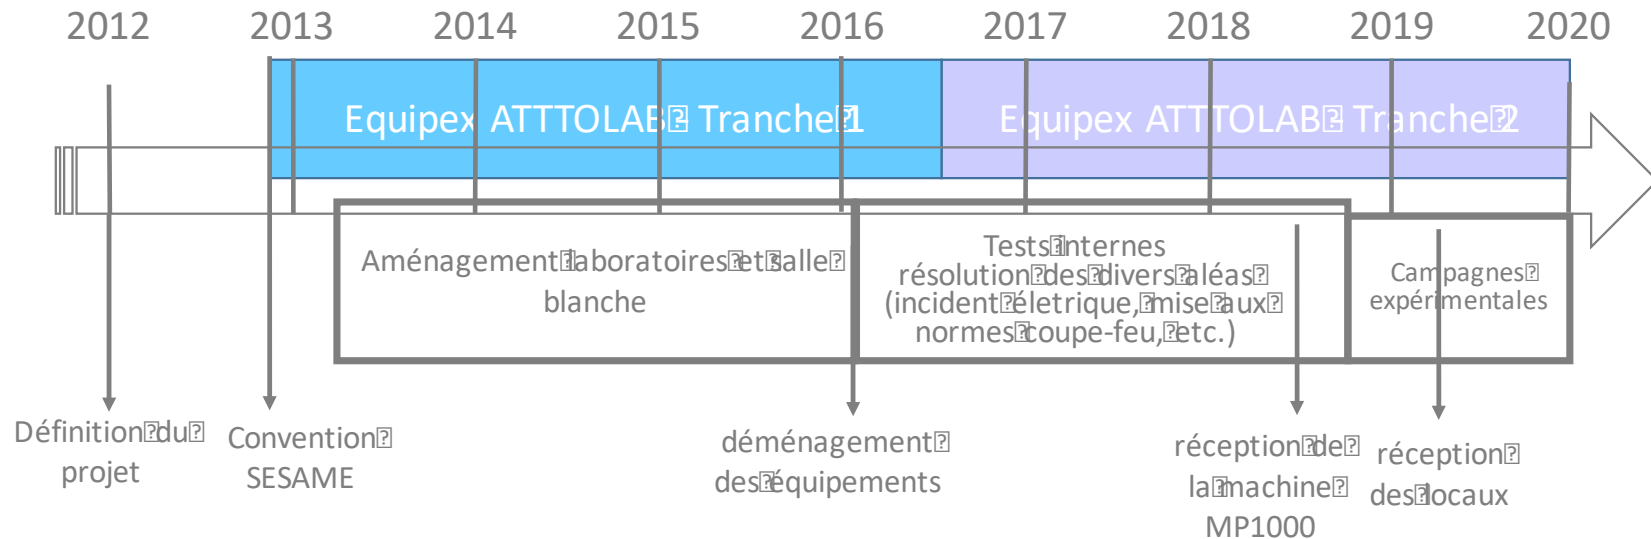 2012 2013 2014 2015 2016 2017 2018 2019 2020
Equipex ATTTOLAB - Tranche 1
Equipex ATTTOLAB - Tranche 2
Aménagement laboratoires et salle
blanche
Tests internes
résolution des divers aléas
(incident életrique, mise aux
normes coupe-feu, etc.)
Campagnes
expérimentales
Définition du
projet
Convention
SESAME
déménagement
des équipements
réception de
la machine
MP1000
réception
des locaux